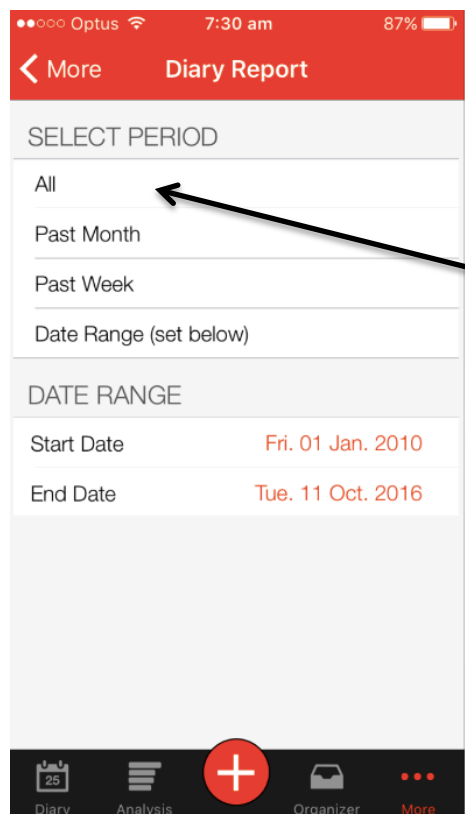 Optus 7:30 am 87%
More Diary Report
SELECT PERIOD
All
Past Month
Past Week
Date Range (set below)
DATE RANGE
Start Date Fri. 01 Jan. 2010
End Date Tue. 11 Oct. 2016
25
Diary Analysis Organizer More